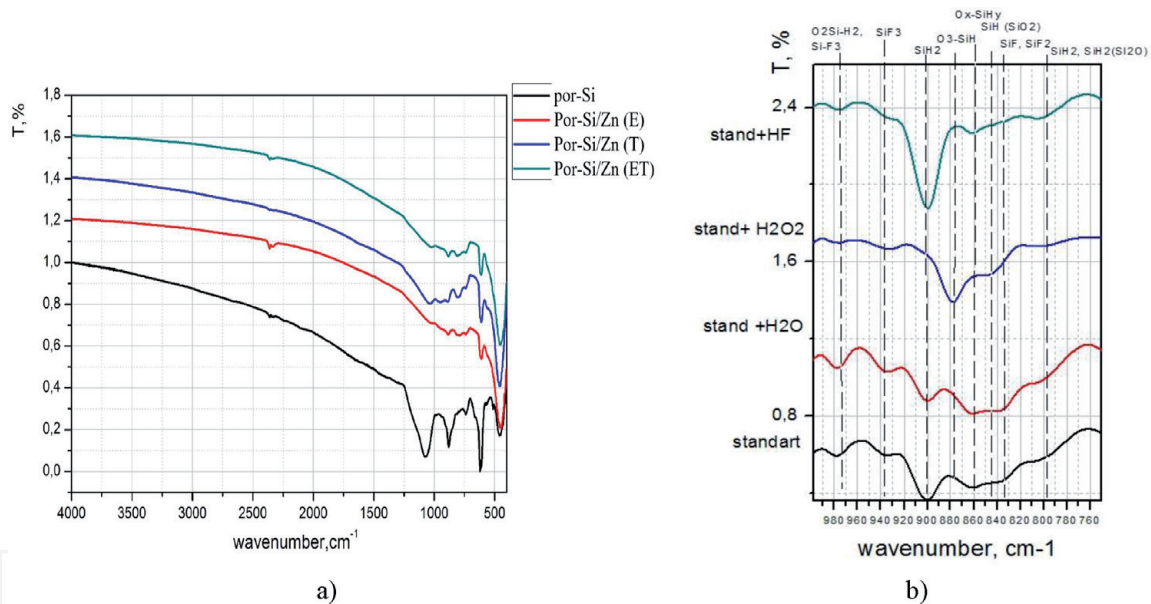 T, %
1,8
1,6
1,4
1,2
1,0
0,8
0,6
0,4
0,2
0,0
4000 3500 3000 2500 2000 1500 1000 500
wavenumber,cm-1
por-Si
Por-Si/Zn (E)
Por-Si/Zn (T)
Por-Si/Zn (ET)
a)
b)
Ox-SiHy
SiH (SiO2)
O2Si-H2,
Si-F3
SiF3
SiH2
O3-SiH
SiF, SiF2
SiH2, SiH2(SI2O)
T, %
2,4
stand+HF
stand+ H2O2
1,6
stand +H2O
0,8
standart
980 960 940 920 900 880 860 840 820 800 780 760
wavenumber, cm-1